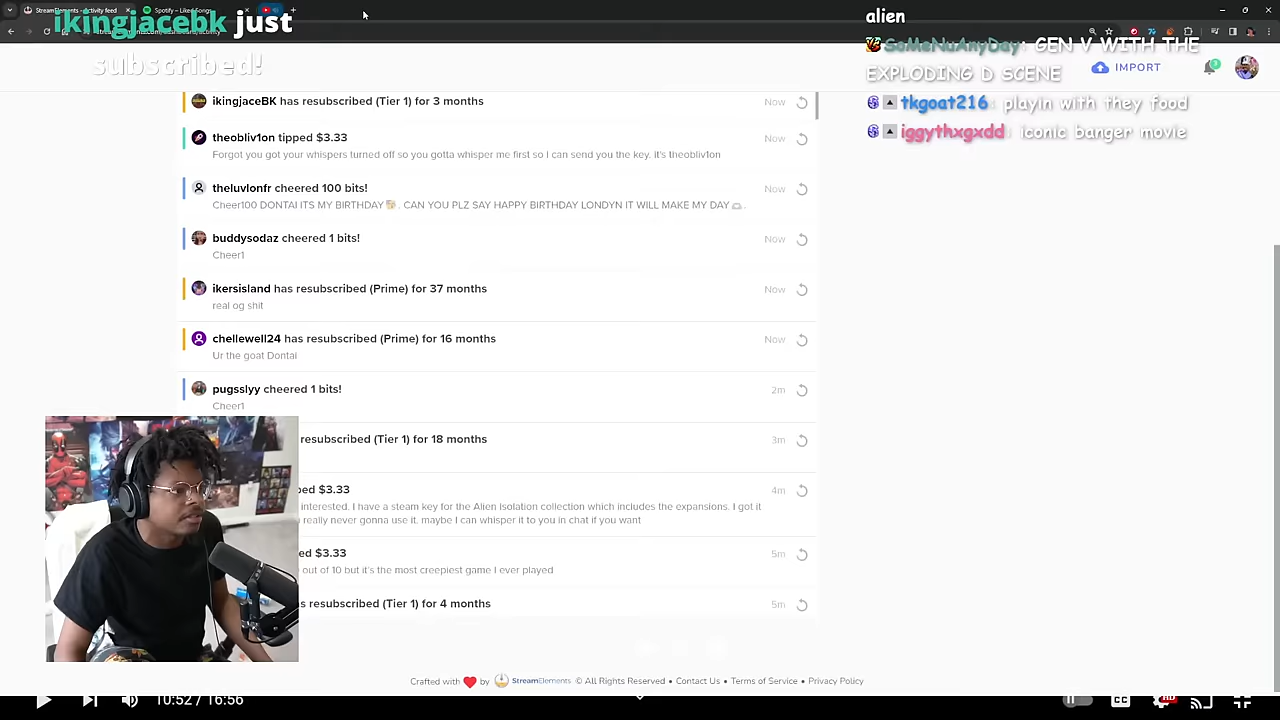 StreamElements - Activity feed
Spotify – Liked Songs
ikingjacebk just
subscribed!
alien
SoMeNuAnyDay: GEN V WITH THE
EXPLODING D SCENE
IMPORT
tkgoat216: playin with they food
iggythxgxdd: iconic banger movie
ikingjaceBK has resubscribed (Tier 1) for 3 months
Now
theobliv1on tipped $3.33
Now
Forgot you got your whispers turned off so you gotta whisper me first so I can send you the key. it's theobliv1on
theluvlonfr cheered 100 bits!
Now
Cheer100 DONTAI ITS MY BIRTHDAY🥳. CAN YOU PLZ SAY HAPPY BIRTHDAY LONDYN IT WILL MAKE MY DAY .
buddysodaz cheered 1 bits!
Now
Cheer1
ikersisland has resubscribed (Prime) for 37 months
Now
real og shit
chellewell24 has resubscribed (Prime) for 16 months
Now
Ur the goat Dontai
pugsslyy cheered 1 bits!
2m
Cheer1
resubscribed (Tier 1) for 18 months
3m
ped $3.33
4m
interested. I have a steam key for the Alien Isolation collection which includes the expansions. I got it
really never gonna use it. maybe I can whisper it to you in chat if you want
ed $3.33
5m
out of 10 but it's the most creepiest game I ever played
s resubscribed (Tier 1) for 4 months
5m
Crafted with ❤ by StreamElements © All Rights Reserved • Contact Us • Terms of Service • Privacy Policy
10:52 / 16:56
CC
HD